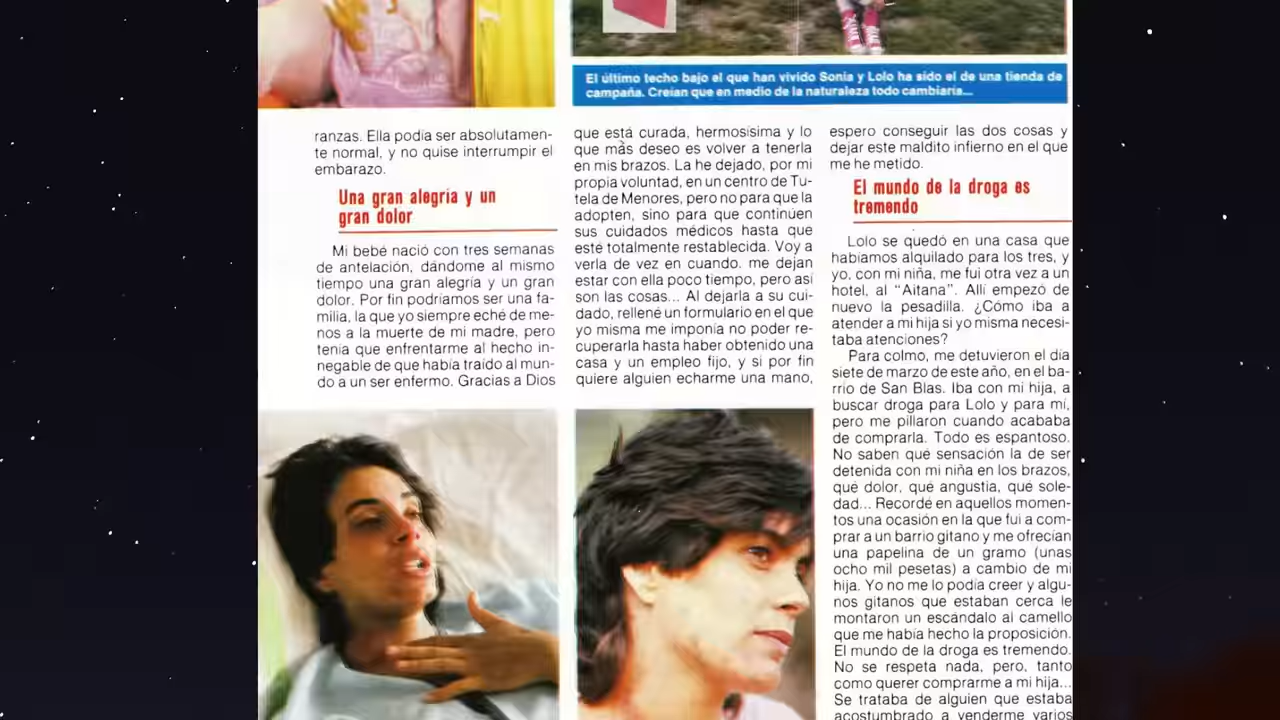 El último techo bajo el que han vivido Sonia y Lolo ha sido el de una tienda de
campaña. Creían que en medio de la naturaleza todo cambiaría...
ranzas. Ella podía ser absolutamen-
te normal, y no quise interrumpir el
embarazo.
Una gran alegría y un
gran dolor
Mi bebé nació con tres semanas
de antelación, dándome al mismo
tiempo una gran alegría y un gran
dolor. Por fin podríamos ser una fa-
milia, la que yo siempre eché de me-
nos a la muerte de mi madre, pero
tenía que enfrentarme al hecho in-
negable de que había traído al mun-
do a un ser enfermo. Gracias a Dios
que está curada, hermosísima y lo
que más deseo es volver a tenerla
en mis brazos. La he dejado, por mi
propia voluntad, en un centro de Tu-
tela de Menores, pero no para que la
adopten, sino para que continúen
sus cuidados médicos hasta que
esté totalmente restablecida. Voy a
verla de vez en cuando. me dejan
estar con ella poco tiempo, pero así
son las cosas... Al dejarla a su cui-
dado, rellené un formulario en el que
yo misma me imponía no poder re-
cuperarla hasta haber obtenido una
casa y un empleo fijo, y si por fin
quiere alguien echarme una mano,
espero conseguir las dos cosas y
dejar este maldito infierno en el que
me he metido.
El mundo de la droga es
tremendo
Lolo se quedó en una casa que
habíamos alquilado para los tres, y
yo, con mi niña, me fui otra vez a un
hotel, al "Aitana". Allí empezó de
nuevo la pesadilla. ¿Cómo iba a
atender a mi hija si yo misma necesi-
taba atenciones?
Para colmo, me detuvieron el día
siete de marzo de este año, en el ba-
rrio de San Blas. Iba con mi hija, a
buscar droga para Lolo y para mí,
pero me pillaron cuando acababa
de comprarla. Todo es espantoso.
No saben qué sensación la de ser
detenida con mi niña en los brazos,
qué dolor, qué angustia, qué sole-
dad... Recordé en aquellos momen-
tos una ocasión en la que fui a com-
prar a un barrio gitano y me ofrecían
una papelina de un gramo (unas
ocho mil pesetas) a cambio de mi
hija. Yo no me lo podía creer y algu-
nos gitanos que estaban cerca le
montaron un escándalo al camello
que me había hecho la proposición.
El mundo de la droga es tremendo.
No se respeta nada, pero, tanto
como querer comprarme a mi hija...
Se trataba de alguien que estaba
acostumbrado a venderme varios